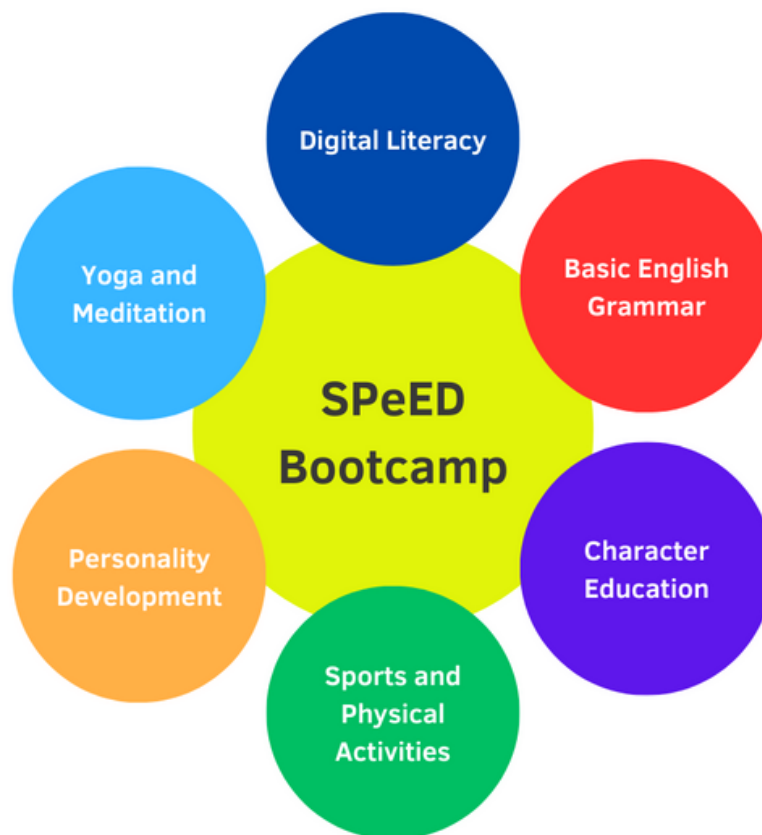 Digital Literacy
Basic English
Grammar
Character
Education
Sports and
Physical
Activities
Personality
Development
Yoga and
Meditation
SPeED
Bootcamp